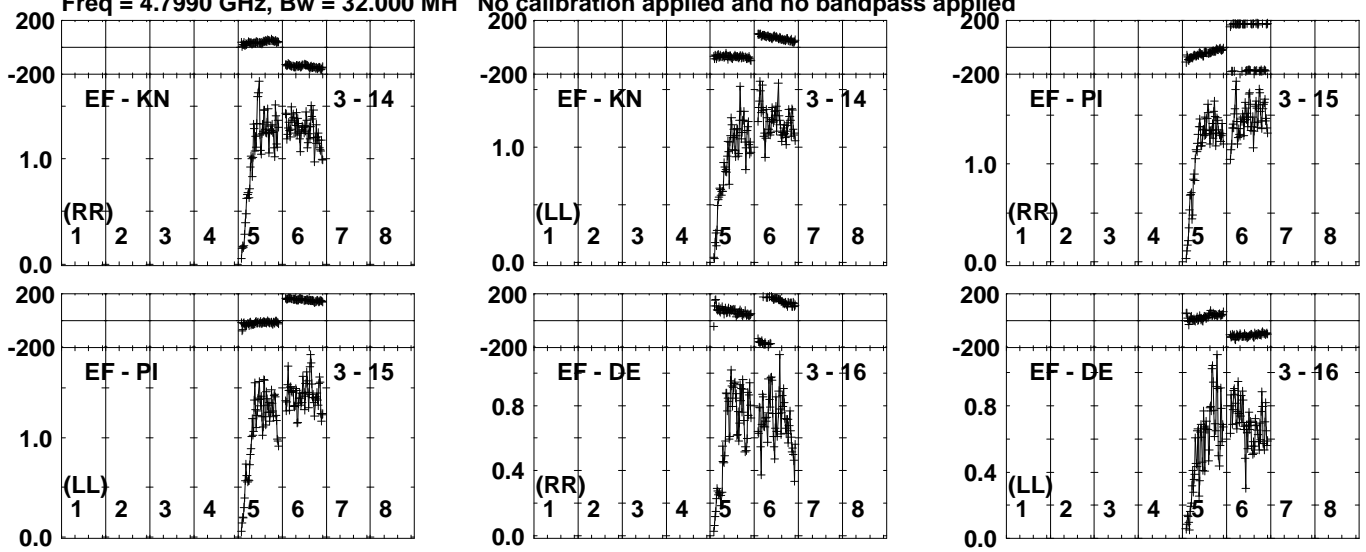 Freq = 4.7990 GHz, Bw = 32.000 MH No calibration applied and no bandpass applied
200
-200
EF - KN 3 - 14
1.0
(RR)
1 2 3 4 5 6 7 8
0.0
200
-200
EF - KN 3 - 14
1.0
(LL)
1 2 3 4 5 6 7 8
0.0
200
-200
EF - PI 3 - 15
1.0
(RR)
1 2 3 4 5 6 7 8
0.0
200
-200
EF - PI 3 - 15
1.0
(LL)
1 2 3 4 5 6 7 8
0.0
200
-200
EF - DE 3 - 16
0.8
0.4
(RR)
1 2 3 4 5 6 7 8
0.0
200
-200
EF - DE 3 - 16
0.8
0.4
(LL)
1 2 3 4 5 6 7 8
0.0